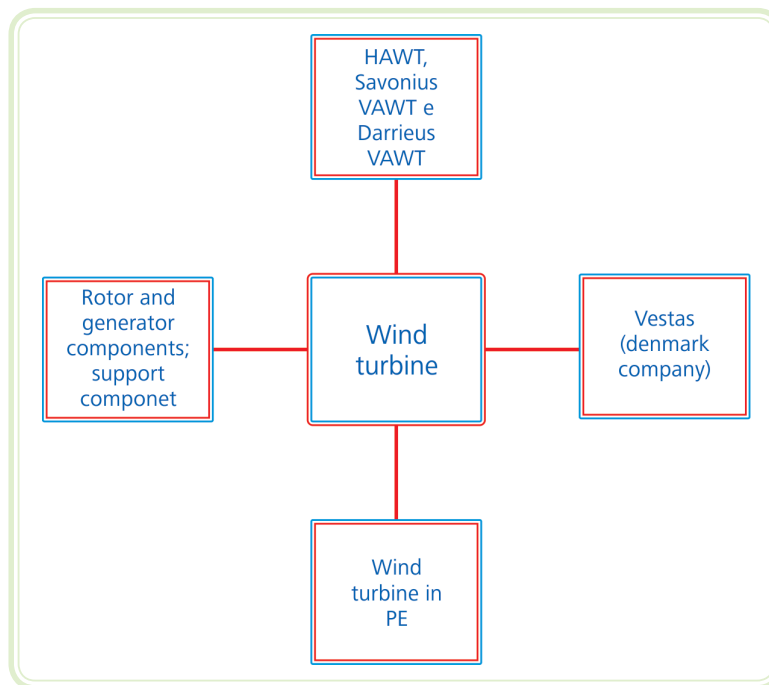 HAWT,
Savonius
VAWT e
Darrieus
VAWT
Rotor and
generator
components;
support
componet
Wind
turbine
Vestas
(denmark
company)
Wind
turbine in
PE